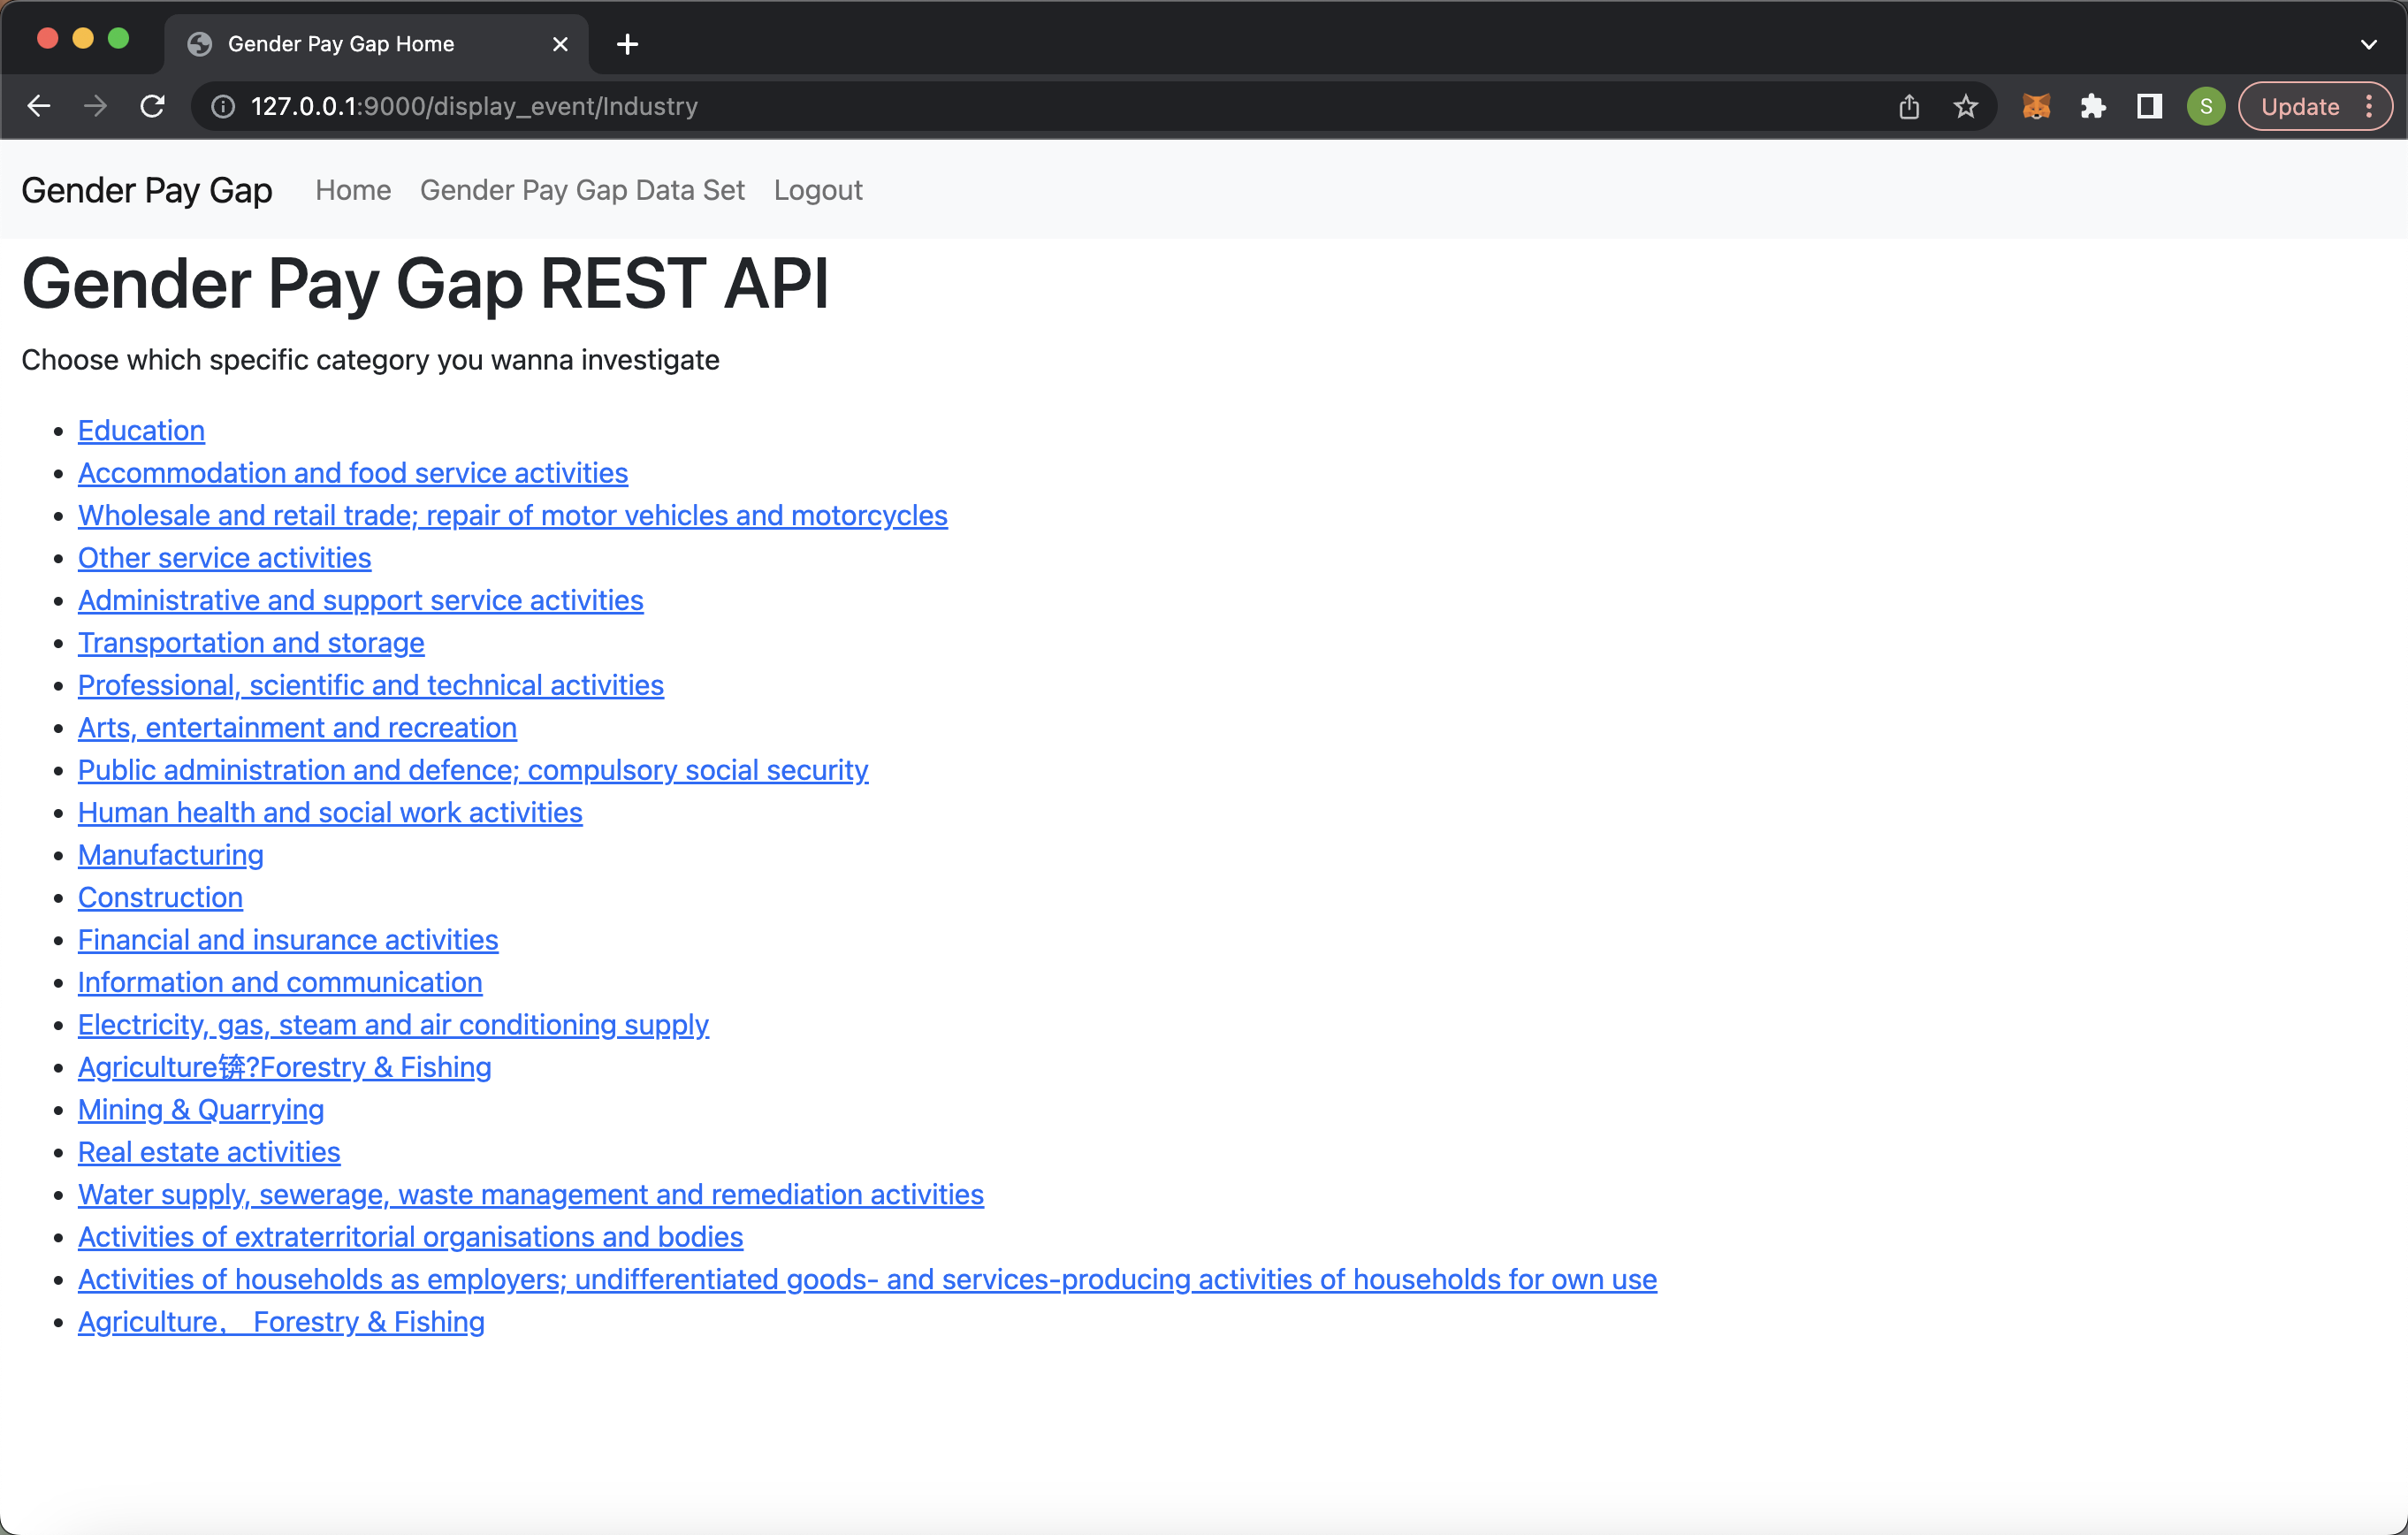 Gender Pay Gap Home
127.0.0.1:9000/display_event/Industry
S
Update
Gender Pay Gap Home Gender Pay Gap Data Set Logout
Gender Pay Gap REST API
Choose which specific category you wanna investigate
Education
Accommodation and food service activities
Wholesale and retail trade; repair of motor vehicles and motorcycles
Other service activities
Administrative and support service activities
Transportation and storage
Professional, scientific and technical activities
Arts, entertainment and recreation
Public administration and defence; compulsory social security
Human health and social work activities
Manufacturing
Construction
Financial and insurance activities
Information and communication
Electricity, gas, steam and air conditioning supply
Agriculture锛?Forestry & Fishing
Mining & Quarrying
Real estate activities
Water supply, sewerage, waste management and remediation activities
Activities of extraterritorial organisations and bodies
Activities of households as employers; undifferentiated goods- and services-producing activities of households for own use
Agriculture， Forestry & Fishing